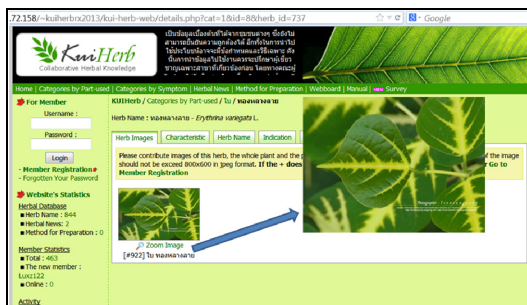 72.158/~kuiherbrx2013/kui-herb-web/details.php?cat=1&id=8&herb_id=737
Google
KuiHerb
Collaborative Herbal Knowledge
Home | Categories by Part-used | Categories by Symptom | Herbal News | Method for Preparation | Webboard | Manual | Survey
For Member
Username :
Password :
Login
- Member Registration
- Forgotten Your Password
Website's Statistics
Herbal Database
Herb Name : 844
Herbal News: 2
Method for Preparation : 0
Member Statistics
Total : 463
The new member :
Luxz122
Online : 0
Activity
KUIHerb / Categories by Part-used / ใบ / ทองหลางลาย
Herb Name : ทองหลางลาย - Erythrina variegata L.
Herb Images
Characteristic
Herb Name
Indication
Please contribute images of this herb, the whole plant and the p
of the image
should not be exceed 800x600 in jpeg format. If the + does
r Go to
Member Registration
Zoom Image
[#922] ใบ ทองหลางลาย